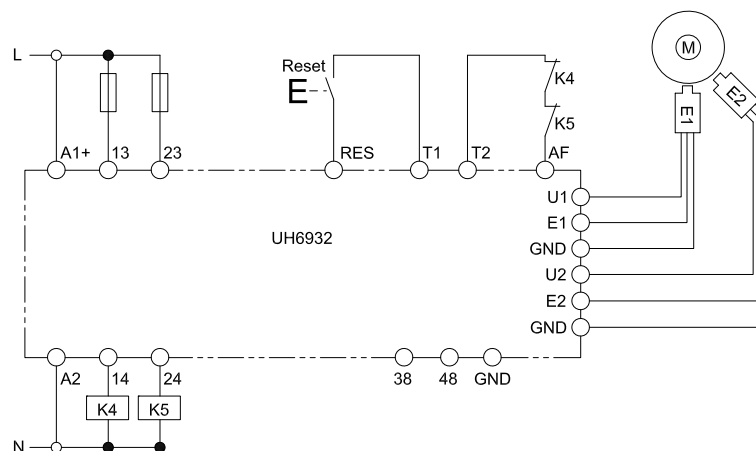 M
L
Reset
K4
E2
E1
K5
A1+ 13 23 RES T1 T2 AF
U1
E1
UH6932
GND
U2
E2
GND
A2 14 24 38 48 GND
K4 K5
N